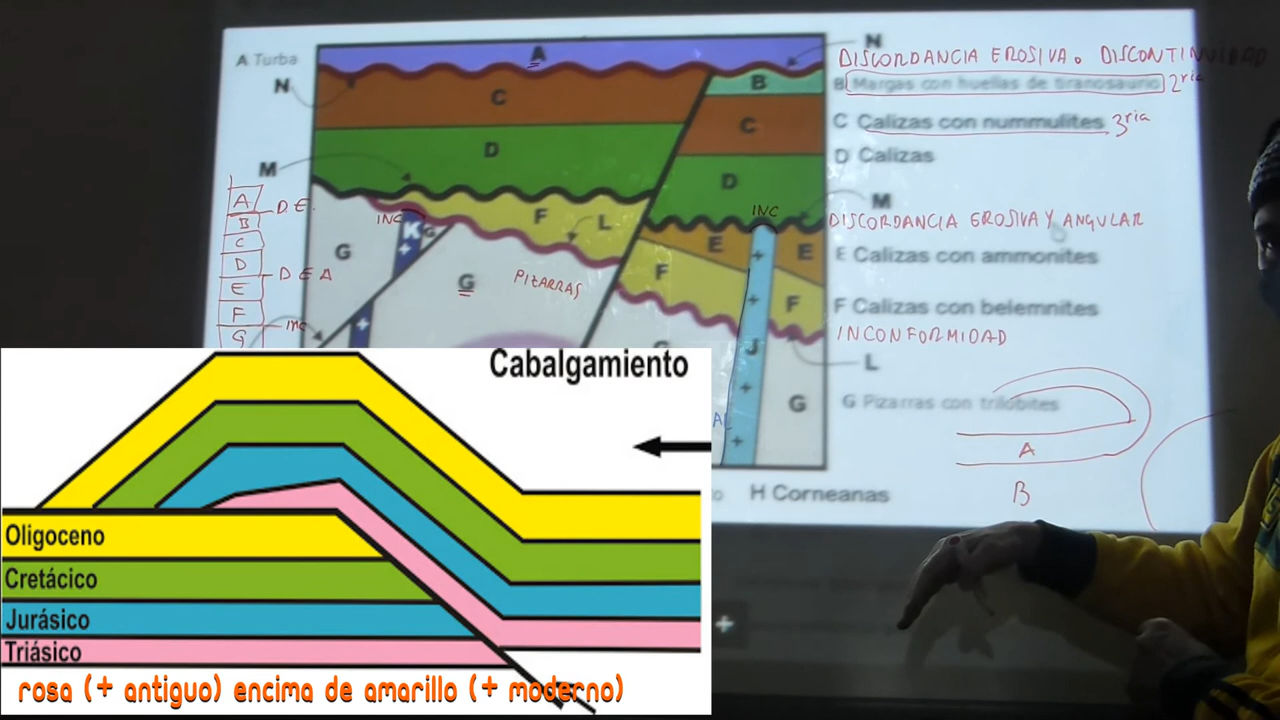 A Turba
N
A
N
DISCORDANCIA EROSIVA. DISCONTINUIDAD
B
B Margas con huellas de tiranosaurio 2ria
C
C
C Calizas con nummulites 3ria
D
D
D Calizas
M
M
INC
INC
DISCORDANCIA EROSIVA Y ANGULAR
A
B
C
D
E
F
G
D.E.
D E A
INC
G
K
G
F
L
E
E
E Calizas con ammonites
G
PIZARRAS
F
F
F Calizas con belemnites
INCONFORMIDAD
J
L
G
G Pizarras con trilobites
A
B
H Corneanas
Cabalgamiento
Oligoceno
Cretácico
Jurásico
Triásico
rosa (+ antiguo) encima de amarillo (+ moderno)